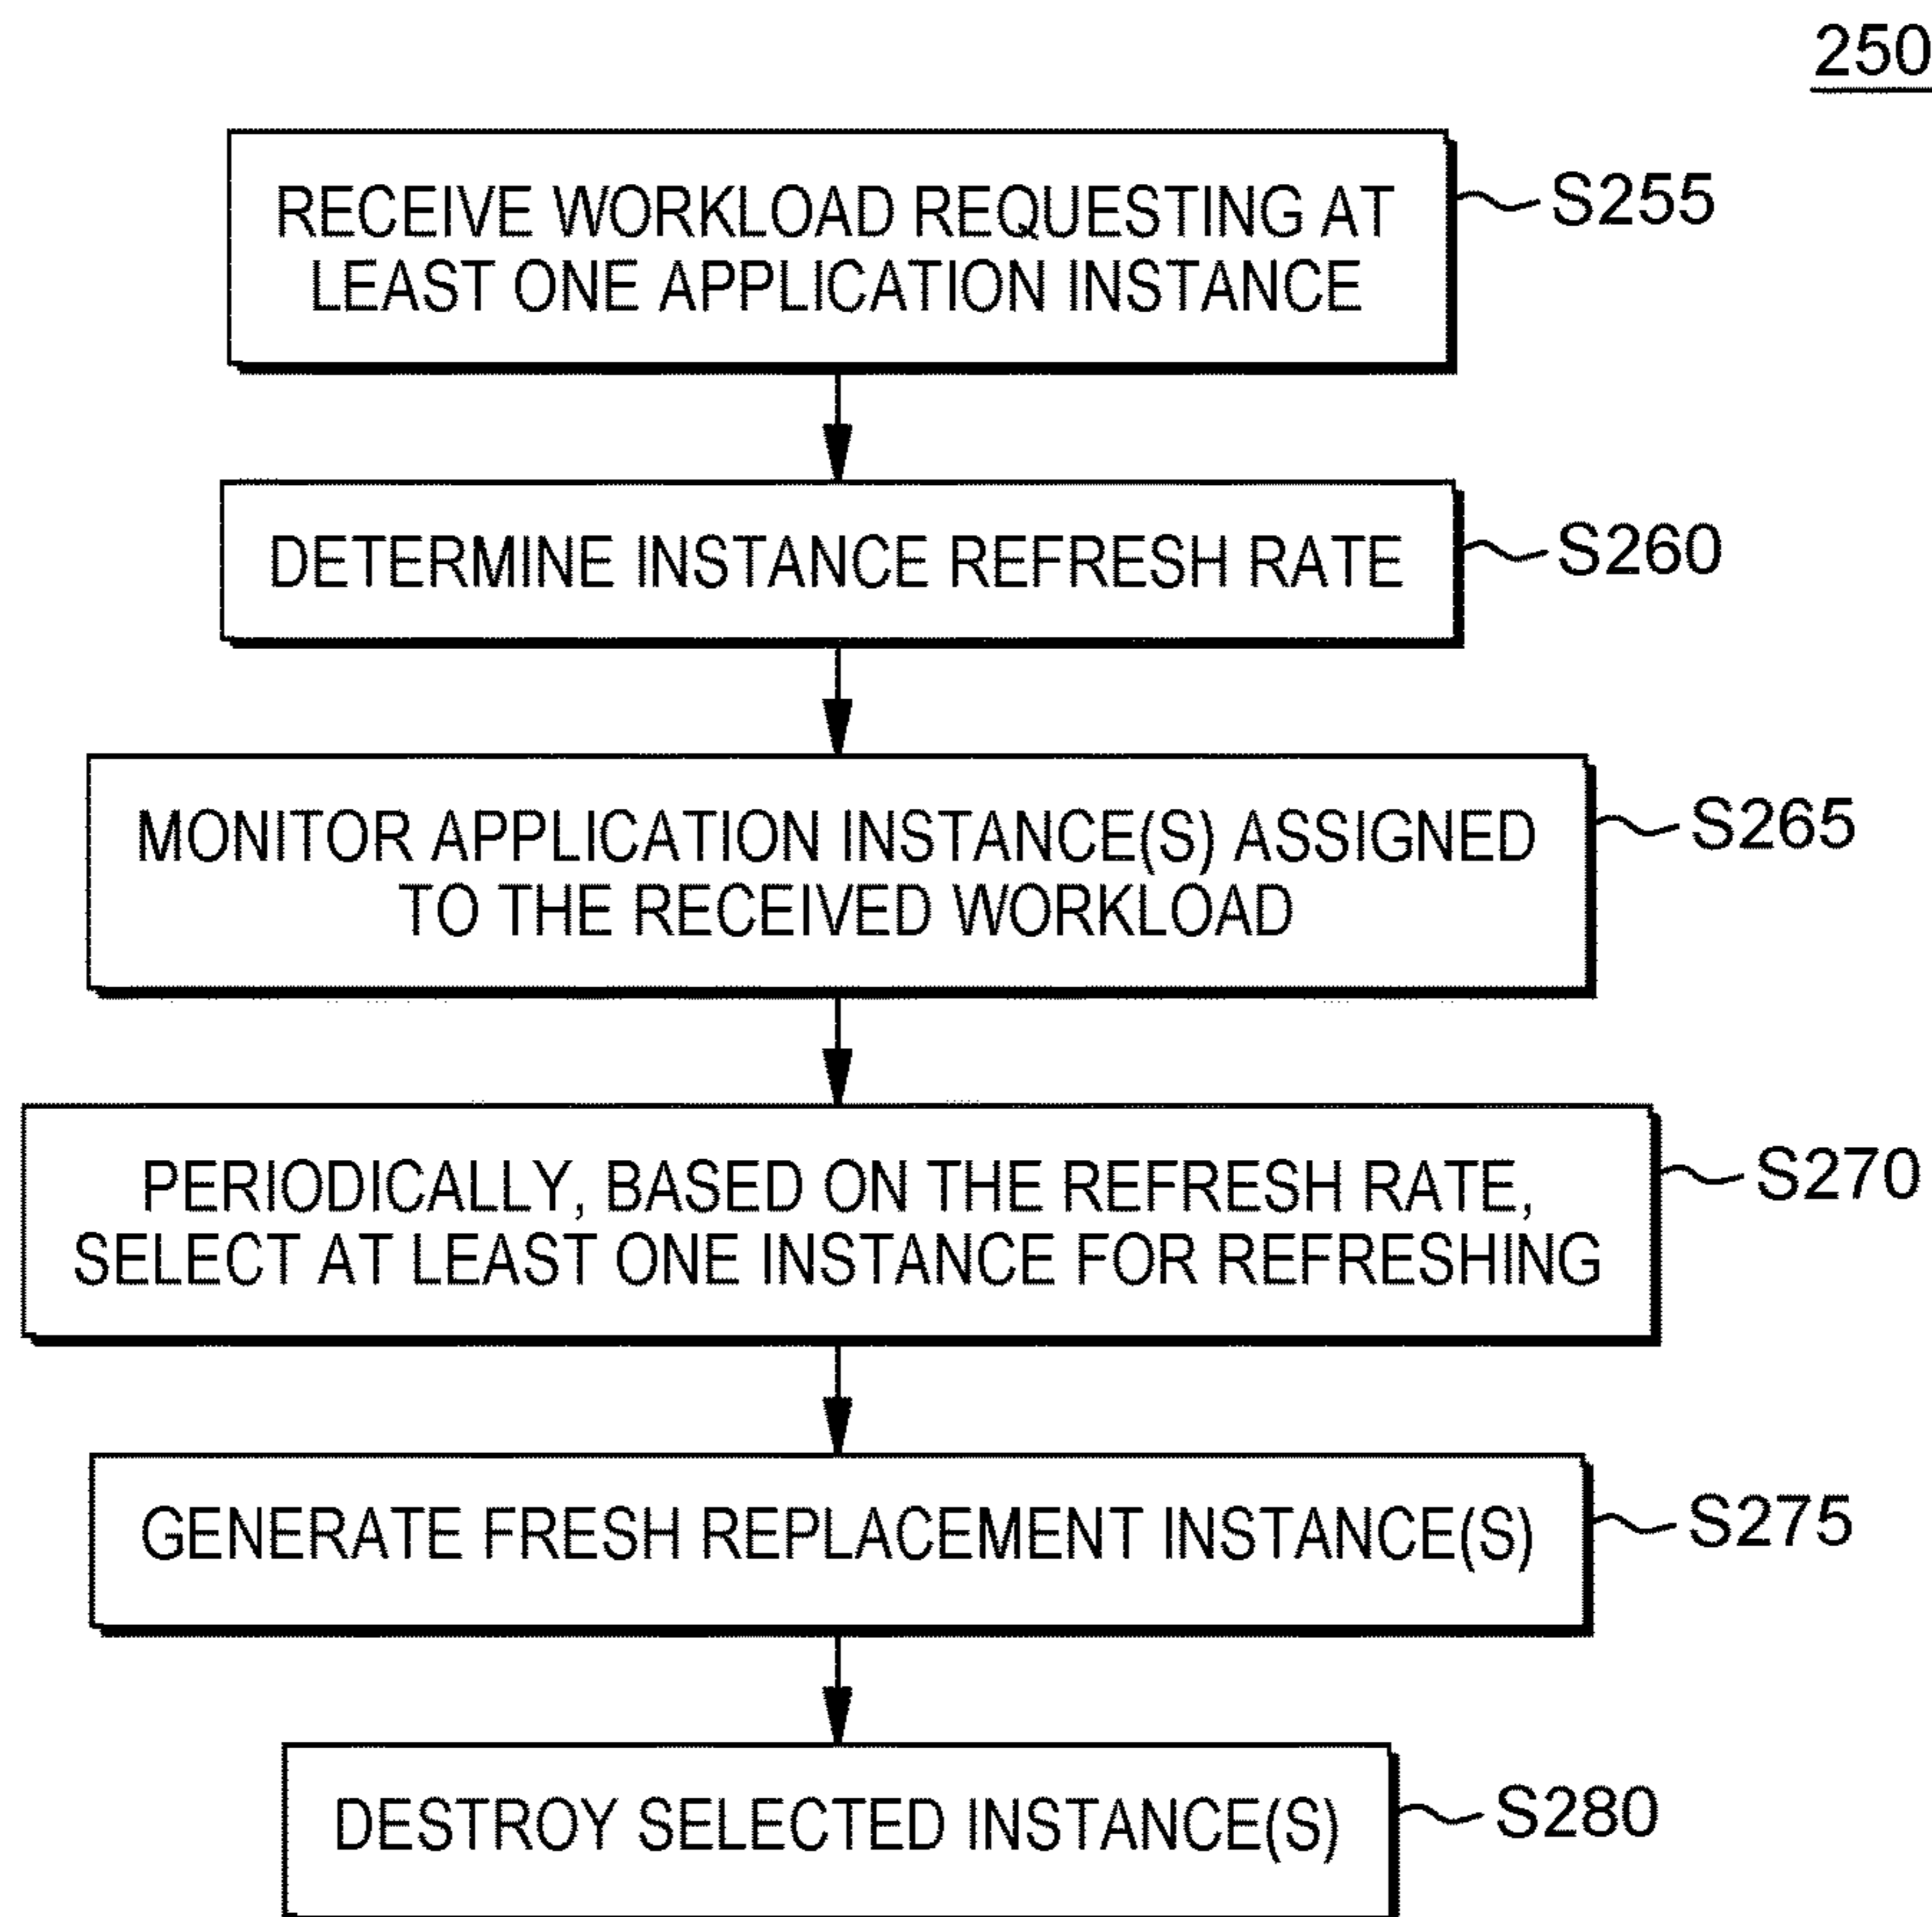 250
RECEIVE WORKLOAD REQUESTING AT
LEAST ONE APPLICATION INSTANCE
S255
DETERMINE INSTANCE REFRESH RATE
S260
MONITOR APPLICATION INSTANCE(S) ASSIGNED
TO THE RECEIVED WORKLOAD
S265
PERIODICALLY, BASED ON THE REFRESH RATE,
SELECT AT LEAST ONE INSTANCE FOR REFRESHING
S270
GENERATE FRESH REPLACEMENT INSTANCE(S)
S275
DESTROY SELECTED INSTANCE(S)
S280